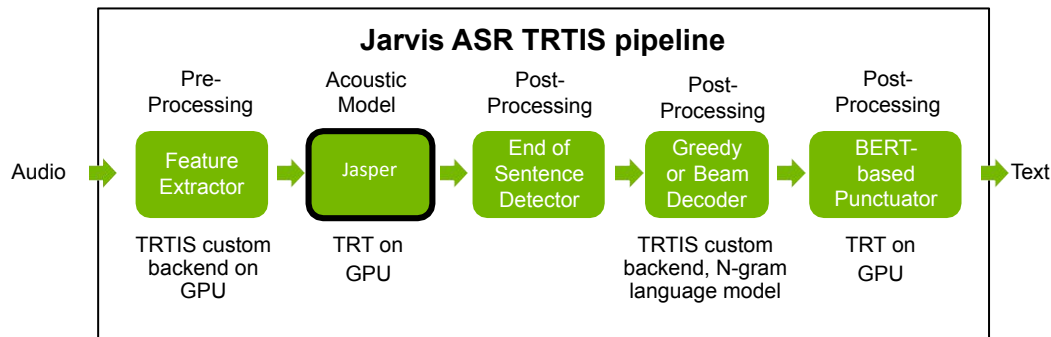 Jarvis ASR TRTIS pipeline
Pre-
Processing
Acoustic
Model
Post-
Processing
Post-
Processing
Post-
Processing
Audio
Feature
Extractor
Jasper
End of
Sentence
Detector
Greedy
or Beam
Decoder
BERT-
based
Punctuator
Text
TRTIS custom
backend on
GPU
TRT on
GPU
TRTIS custom
backend, N-gram
language model
TRT on
GPU